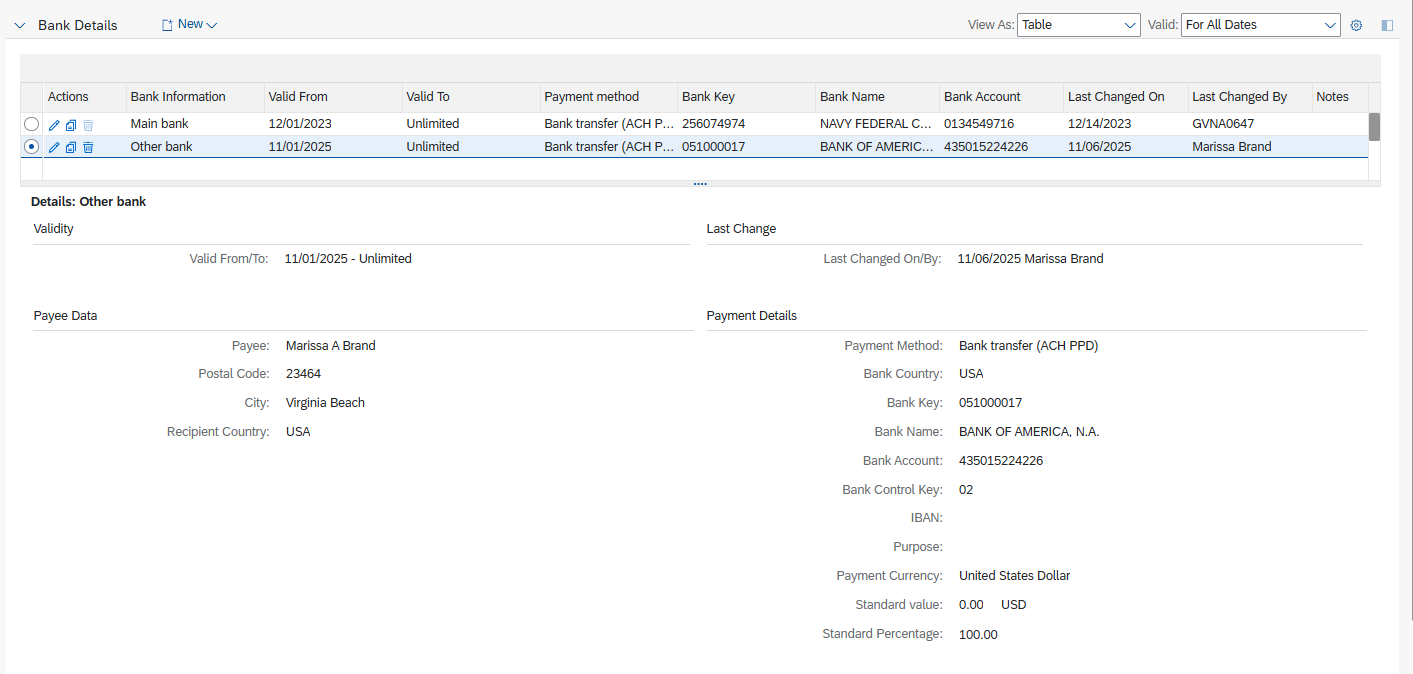 Bank Details New View As: Table Valid: For All Dates
Actions Bank Information Valid From Valid To Payment method Bank Key Bank Name Bank Account Last Changed On Last Changed By Notes
Main bank 12/01/2023 Unlimited Bank transfer (ACH P... 256074974 NAVY FEDERAL C... 0134549716 12/14/2023 GVNA0647
Other bank 11/01/2025 Unlimited Bank transfer (ACH P... 051000017 BANK OF AMERIC... 435015224226 11/06/2025 Marissa Brand
Details: Other bank
Validity
Valid From/To: 11/01/2025 - Unlimited
Last Change
Last Changed On/By: 11/06/2025 Marissa Brand
Payee Data
Payee: Marissa A Brand
Postal Code: 23464
City: Virginia Beach
Recipient Country: USA
Payment Details
Payment Method: Bank transfer (ACH PPD)
Bank Country: USA
Bank Key: 051000017
Bank Name: BANK OF AMERICA, N.A.
Bank Account: 435015224226
Bank Control Key: 02
IBAN:
Purpose:
Payment Currency: United States Dollar
Standard value: 0.00 USD
Standard Percentage: 100.00